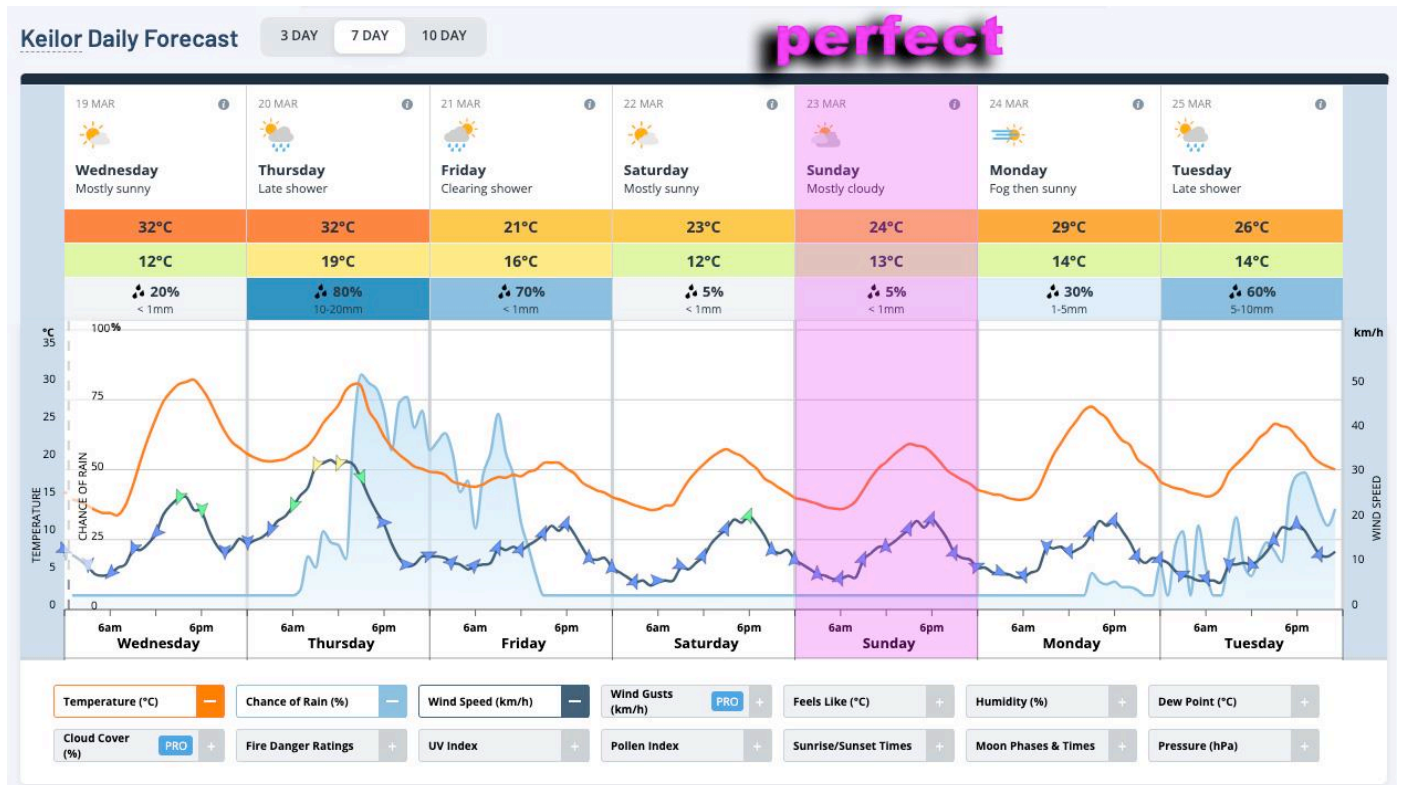 perfect
Keilor Daily Forecast
3 DAY 7 DAY 10 DAY
19 MAR 20 MAR 21 MAR 22 MAR 23 MAR 24 MAR 25 MAR
Wednesday Thursday Friday Saturday Sunday Monday Tuesday
Mostly sunny Late shower Clearing shower Mostly sunny Mostly cloudy Fog then sunny Late shower
32°C 32°C 21°C 23°C 24°C 29°C 26°C
12°C 19°C 16°C 12°C 13°C 14°C 14°C
20% 80% 70% 5% 5% 30% 60%
< 1mm 10-20mm < 1mm < 1mm < 1mm 1-5mm 5-10mm
°C 100% km/h
35
30 50
75
25 40
20 50 30
15
10 25 20
5 10
0 0 0
TEMPERATURE
CHANCE OF RAIN
WIND SPEED
6am 6pm 6am 6pm 6am 6pm 6am 6pm 6am 6pm 6am 6pm 6am 6pm
Wednesday Thursday Friday Saturday Sunday Monday Tuesday
Temperature (°C) Chance of Rain (%) Wind Speed (km/h) Wind Gusts (km/h) PRO Feels Like (°C) Humidity (%) Dew Point (°C)
Cloud Cover (%) PRO Fire Danger Ratings UV Index Pollen Index Sunrise/Sunset Times Moon Phases & Times Pressure (hPa)